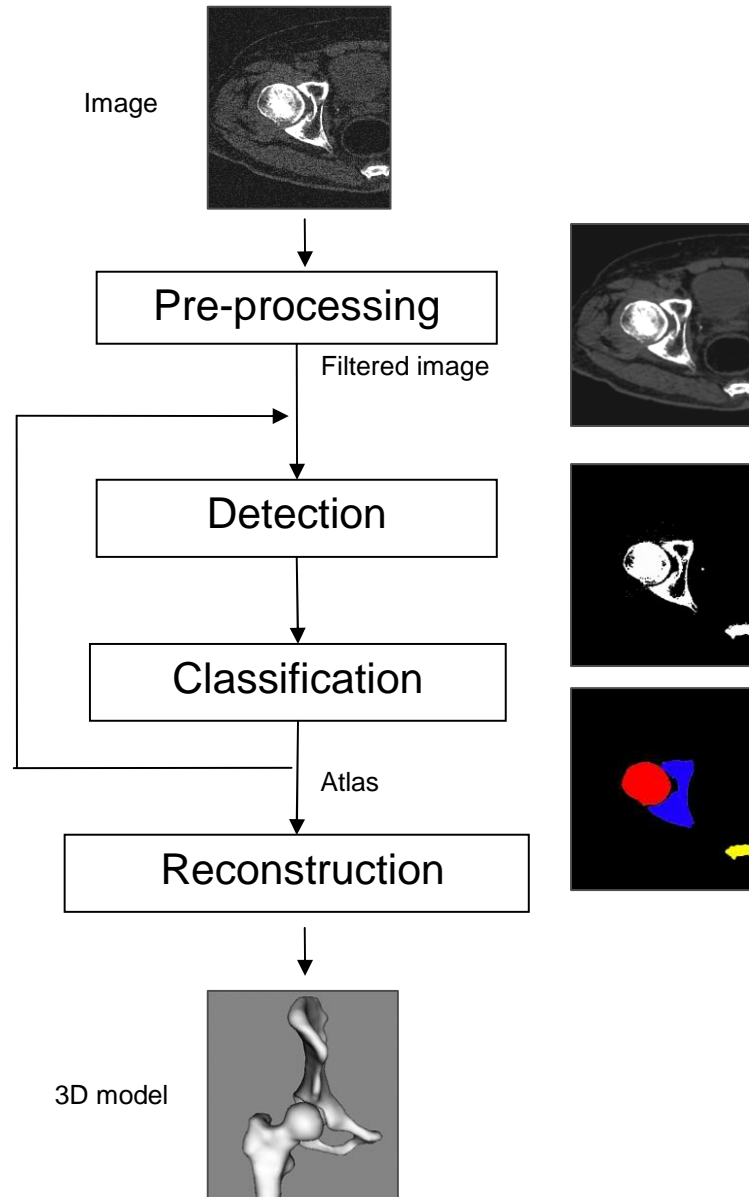 Image
Pre-processing
Filtered image
Detection
Classification
Atlas
Reconstruction
3D model